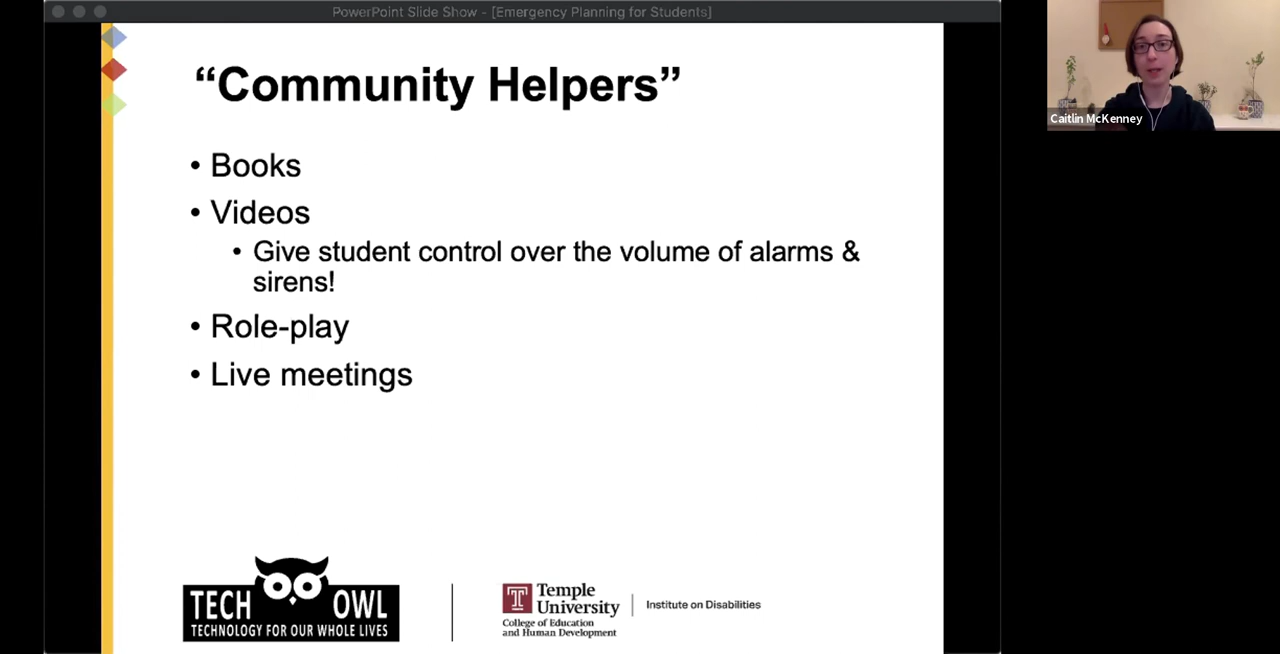 PowerPoint Slide Show - [Emergency Planning for Students]
“Community Helpers”
• Books
• Videos
• Give student control over the volume of alarms &
sirens!
• Role-play
• Live meetings
TECH OWL
TECHNOLOGY FOR OUR WHOLE LIVES
T Temple
University
College of Education
and Human Development
Institute on Disabilities
Caitlin McKenney